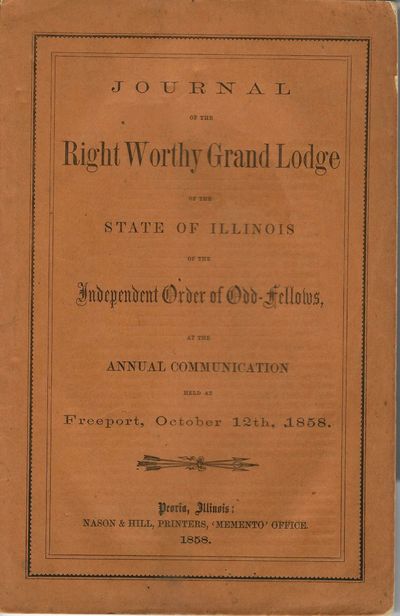 JOURNAL
OF THE
Right Worthy Grand Lodge
OF THE
STATE OF ILLINOIS
OF THE
Independent Order of Odd-Fellows,
AT THE
ANNUAL COMMUNICATION
HELD AT
Freeport, October 12th, 1858.
Peoria, Illinois:
NASON & HILL, PRINTERS, 'MEMENTO' OFFICE.
1858.